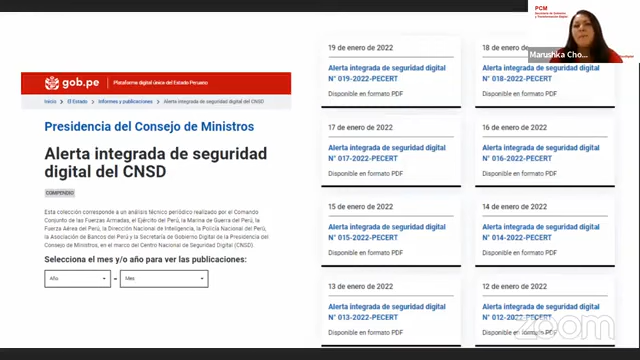 PCM
Secretaría de Gobierno
y Transformación Digital
Marushka Cho...
gob.pe
Plataforma digital única del Estado Peruano
Inicio > El Estado > Informes y publicaciones > Alerta integrada de seguridad digital del CNSD
Presidencia del Consejo de Ministros
Alerta integrada de seguridad
digital del CNSD
COMPENDIO
Esta colección corresponde a un análisis técnico periódico realizado por el Comando
Conjunto de las Fuerzas Armadas, el Ejército del Perú, la Marina de Guerra del Perú, la
Fuerza Aérea del Perú, la Dirección Nacional de Inteligencia, la Policía Nacional del Perú,
la Asociación de Bancos del Perú y la Secretaría de Gobierno Digital de la Presidencia del
Consejo de Ministros, en el marco del Centro Nacional de Seguridad Digital (CNSD)
Selecciona el mes y/o año para ver las publicaciones:
Año
–
Mes
19 de enero de 2022
Alerta integrada de seguridad digital
N° 019-2022-PECERT
Disponible en formato PDF
18 de enero de
Alerta integrada de seguridad digital
N° 018-2022-PECERT
Disponible en formato PDF
17 de enero de 2022
Alerta integrada de seguridad digital
N° 017-2022-PECERT
Disponible en formato PDF
16 de enero de 2022
Alerta integrada de seguridad digital
N° 016-2022-PECERT
Disponible en formato PDF
15 de enero de 2022
Alerta integrada de seguridad digital
N° 015-2022-PECERT
Disponible en formato PDF
14 de enero de 2022
Alerta integrada de seguridad digital
N° 014-2022-PECERT
Disponible en formato PDF
13 de enero de 2022
Alerta integrada de seguridad digital
N° 013-2022-PECERT
Disponible en formato PDF
12 de enero de 2022
Alerta integrada de seguridad digital
N° 012-2022-PECERT
Disponible en formato PDF
zoom